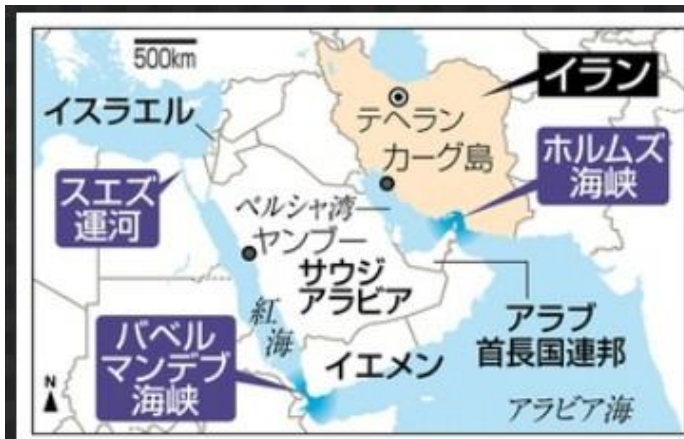 500km
イラン
イスラエル
テヘラン
カーグ島
ホルムズ
海峡
スエズ
運河
ペルシャ湾
ヤンブー
サウジ
アラビア
紅海
アラブ
首長国連邦
バベル
マンデブ
海峡
イエメン
N
アラビア海